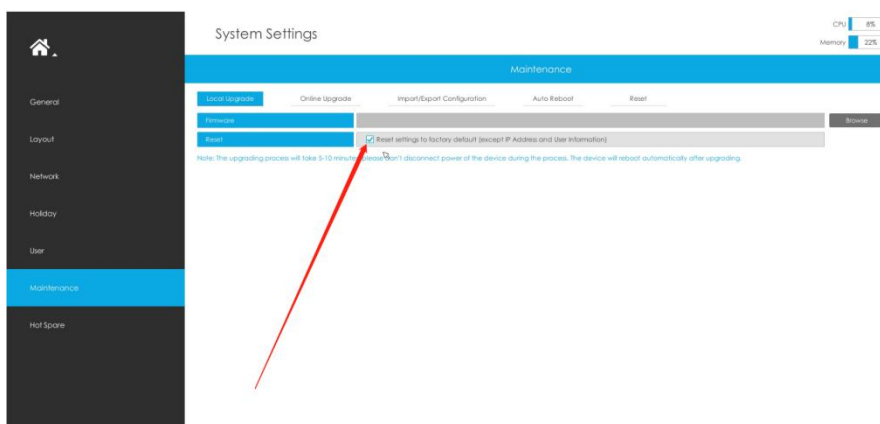 System Settings
CPU 8%
Memory 22%
Maintenance
General
Layout
Network
Holiday
User
Maintenance
Hot Spare
Local Upgrade Online Upgrade Import/Export Configuration Auto Reboot Reset
Firmware Browse
Reset Reset settings to factory default (except IP Address and User Information)
Note: The upgrading process will take 5-10 minutes, please don't disconnect power of the device during the process. The device will reboot automatically after upgrading.